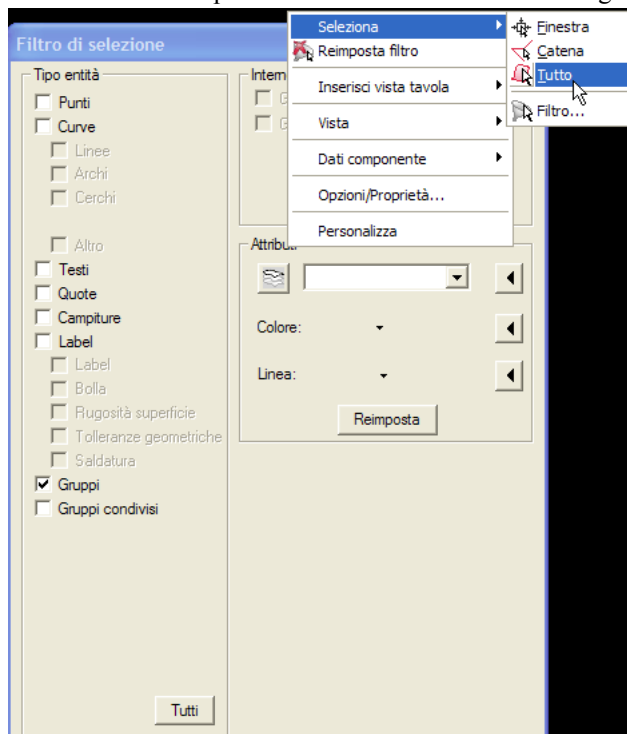 Filtro di selezione
Tipo entità
Punti
Curve
Linee
Archi
Cerchi
Altro
Testi
Quote
Campiture
Label
Label
Bolla
Rugosità superficie
Tolleranze geometriche
Saldatura
Gruppi
Gruppi condivisi
Tutti
Intern
G
G
Attributi
Colore:
Linea:
Reimposta
Seleziona
Reimposta filtro
Inserisci vista tavola
Vista
Dati componente
Opzioni/Proprietà...
Personalizza
Finestra
Catena
Tutto
Filtro...